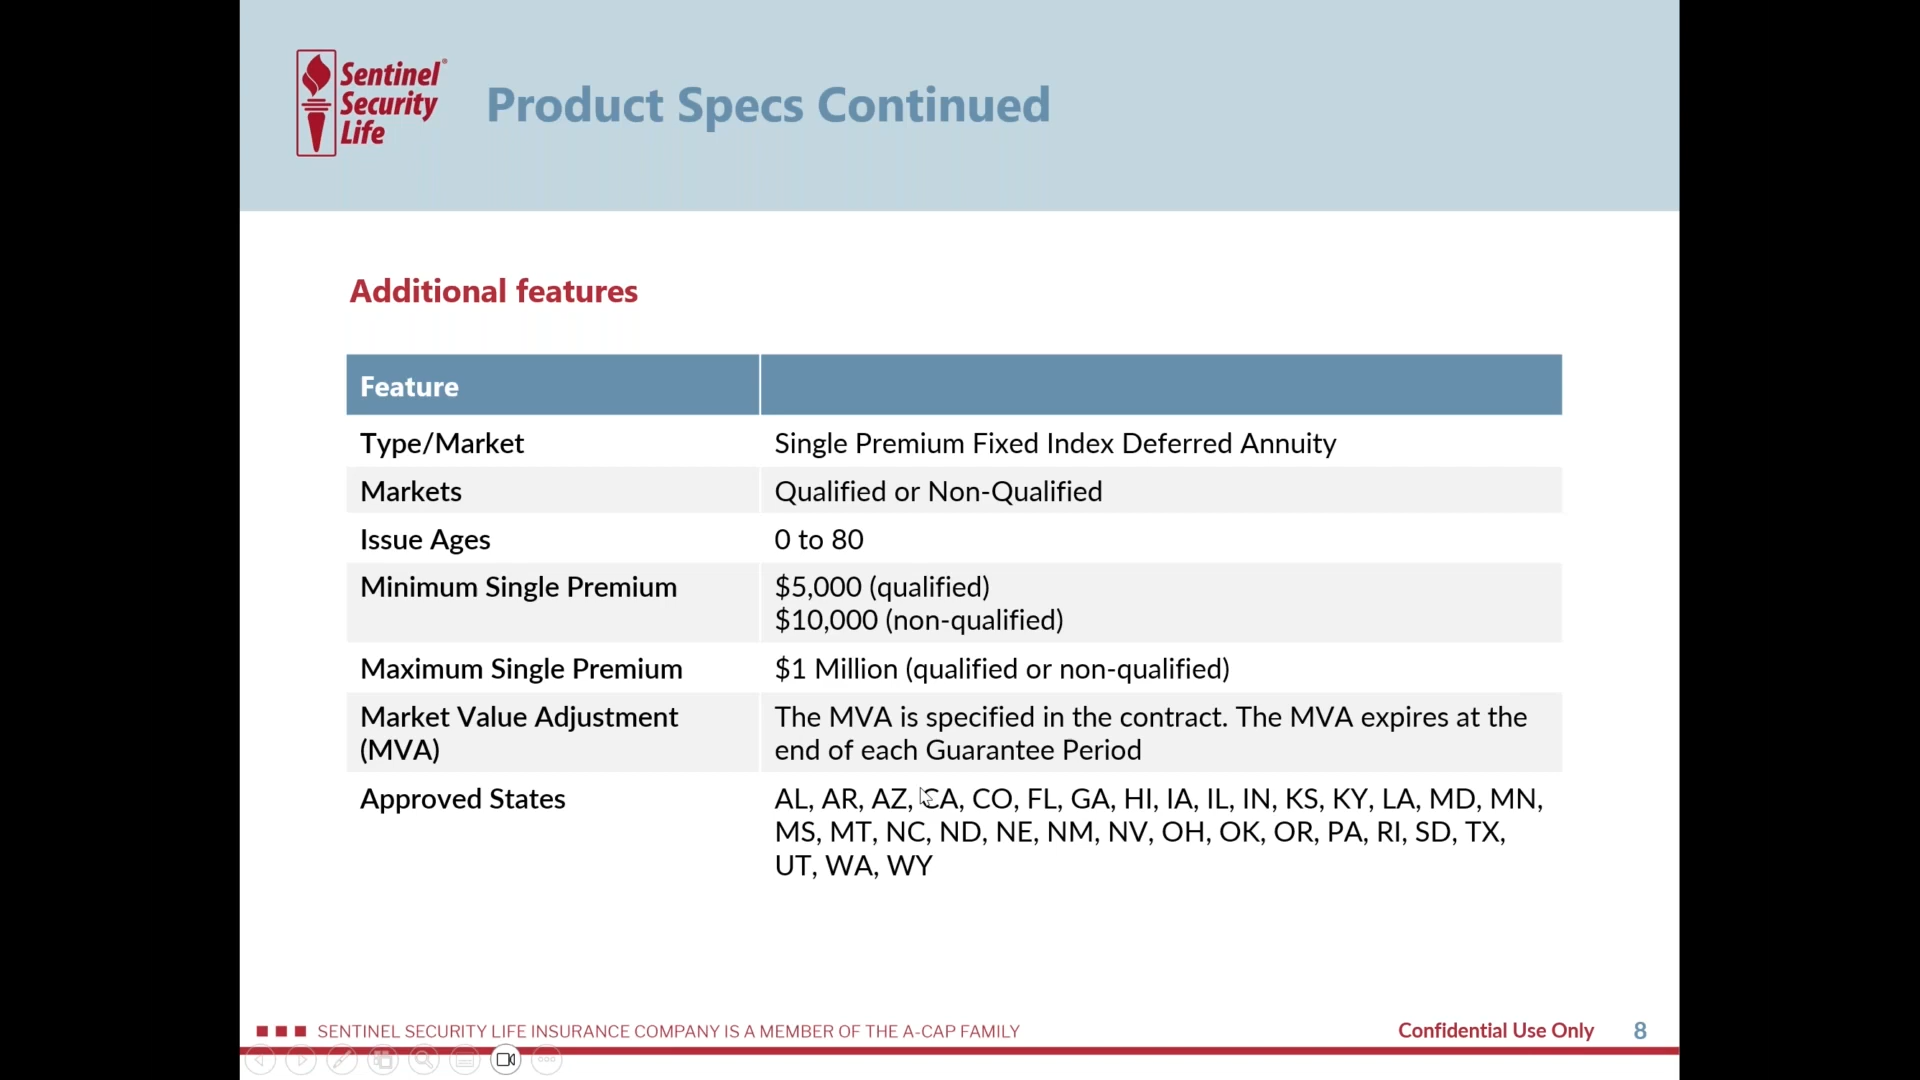 Sentinel®
Security
Life
Product Specs Continued
Additional features
Feature
Type/Market
Single Premium Fixed Index Deferred Annuity
Markets
Qualified or Non-Qualified
Issue Ages
0 to 80
Minimum Single Premium
$5,000 (qualified)
$10,000 (non-qualified)
Maximum Single Premium
$1 Million (qualified or non-qualified)
Market Value Adjustment
(MVA)
The MVA is specified in the contract. The MVA expires at the
end of each Guarantee Period
Approved States
AL, AR, AZ, CA, CO, FL, GA, HI, IA, IL, IN, KS, KY, LA, MD, MN,
MS, MT, NC, ND, NE, NM, NV, OH, OK, OR, PA, RI, SD, TX,
UT, WA, WY
SENTINEL SECURITY LIFE INSURANCE COMPANY IS A MEMBER OF THE A-CAP FAMILY
Confidential Use Only
8